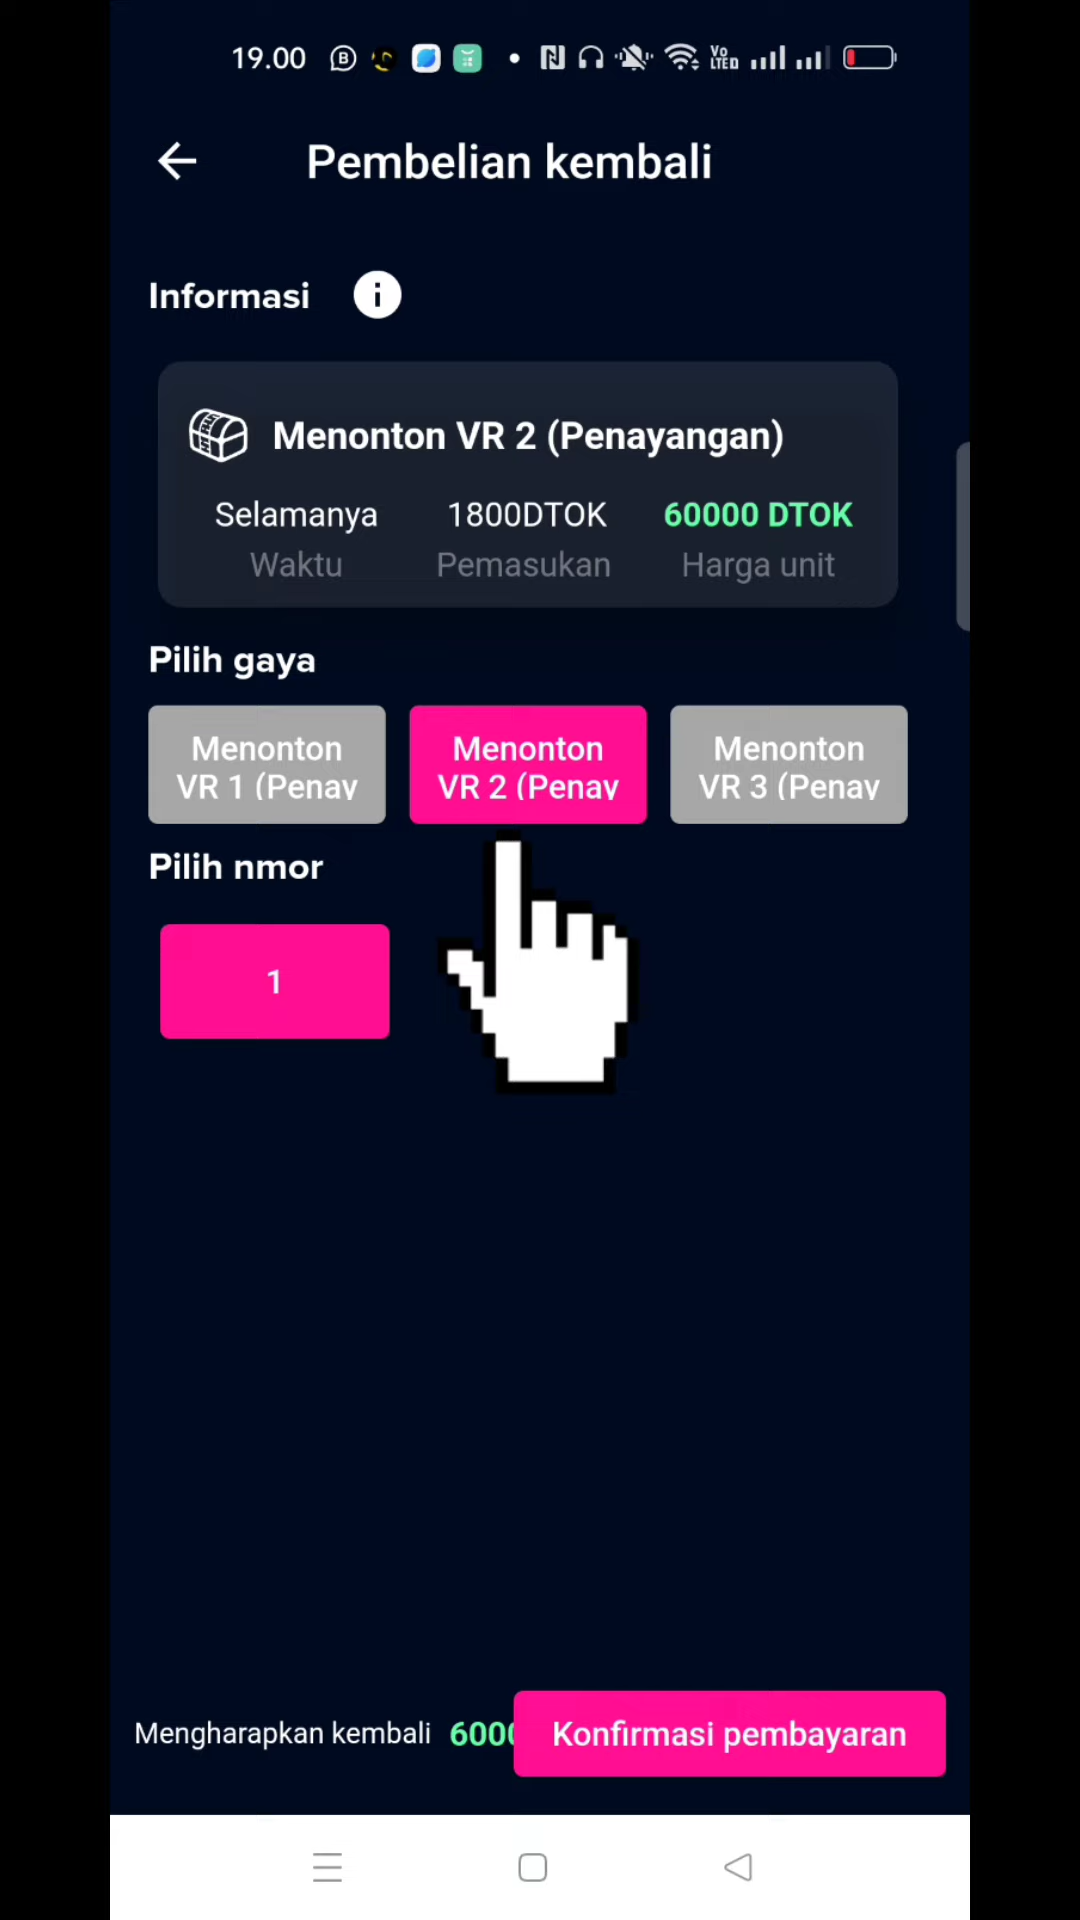 19.00
Pembelian kembali
Informasi
Menonton VR 2 (Penayangan)
Selamanya 1800DTOK 60000 DTOK
Waktu Pemasukan Harga unit
Pilih gaya
Menonton
VR 1 (Penay
Menonton
VR 2 (Penay
Menonton
VR 3 (Penay
Pilih nmor
1
Mengharapkan kembali 6000
Konfirmasi pembayaran